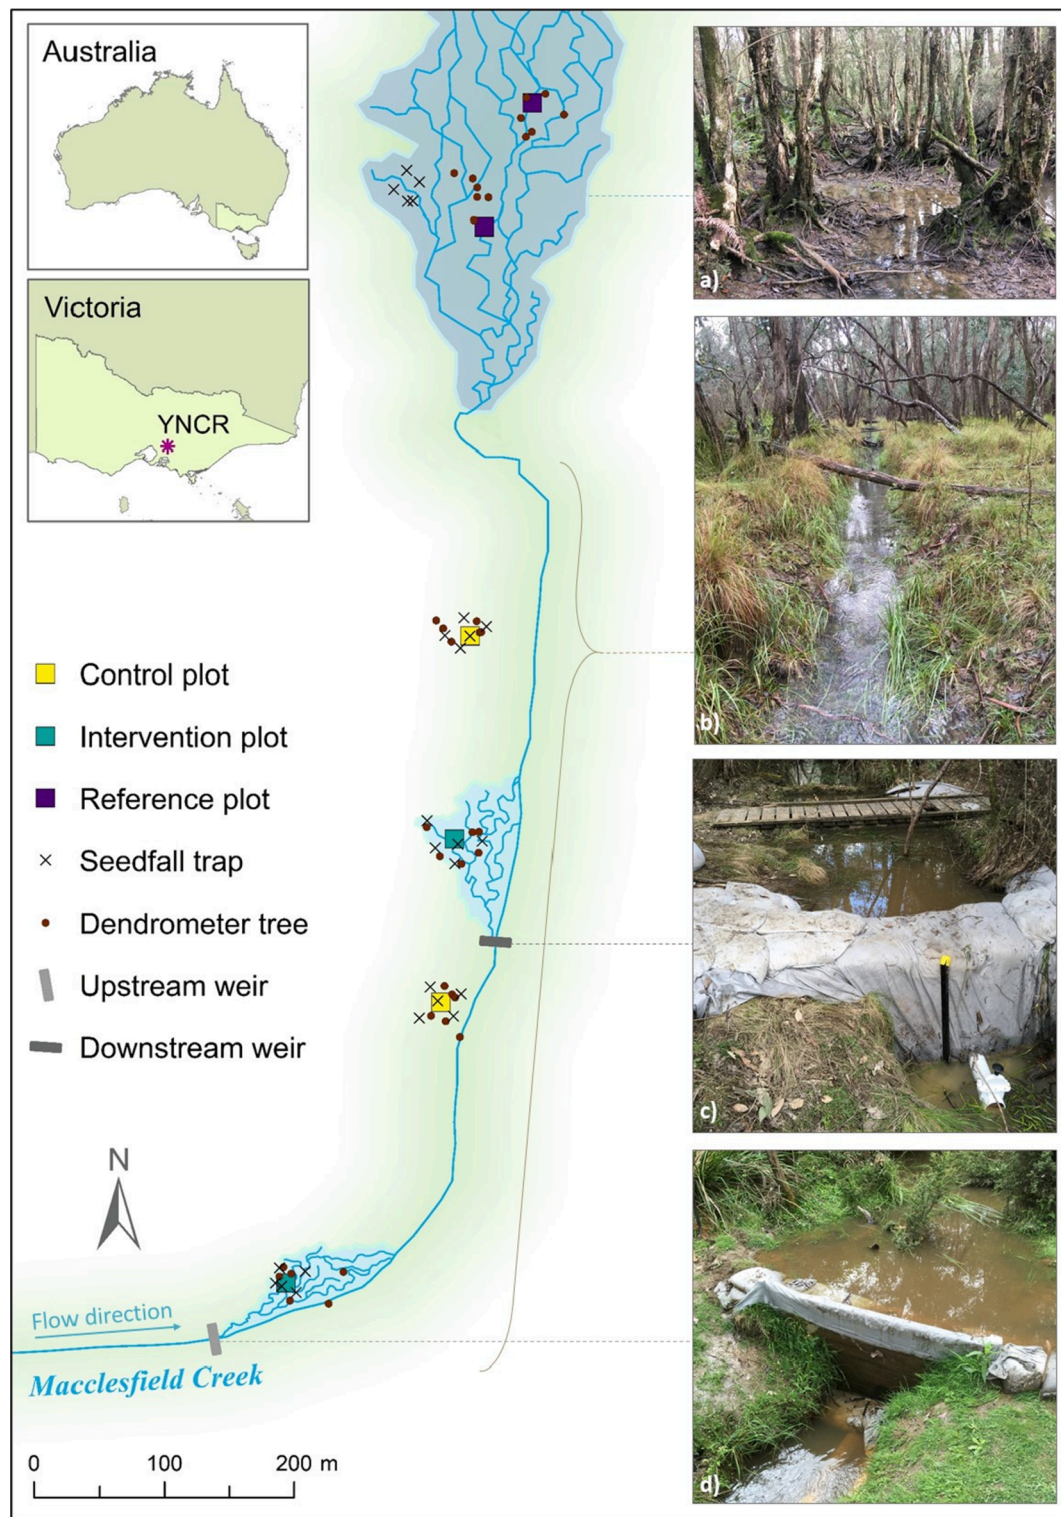 Australia
Victoria
YNCR
Control plot
Intervention plot
Reference plot
Seedfall trap
Dendrometer tree
Upstream weir
Downstream weir
N
Flow direction
Macclesfield Creek
0 100 200 m
a)
b)
c)
d)